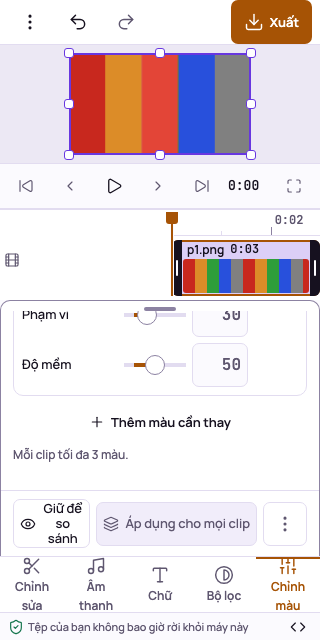 Xuất
0:00
0:02
p1.png 0:03
Phạm vi 30
Độ mềm 50
Thêm màu cần thay
Mỗi clip tối đa 3 màu.
Giữ để
so
sánh
Áp dụng cho mọi clip
Chỉnh
sửa
Âm
thanh
Chữ
Bộ lọc
Chỉnh
màu
Tệp của bạn không bao giờ rời khỏi máy này